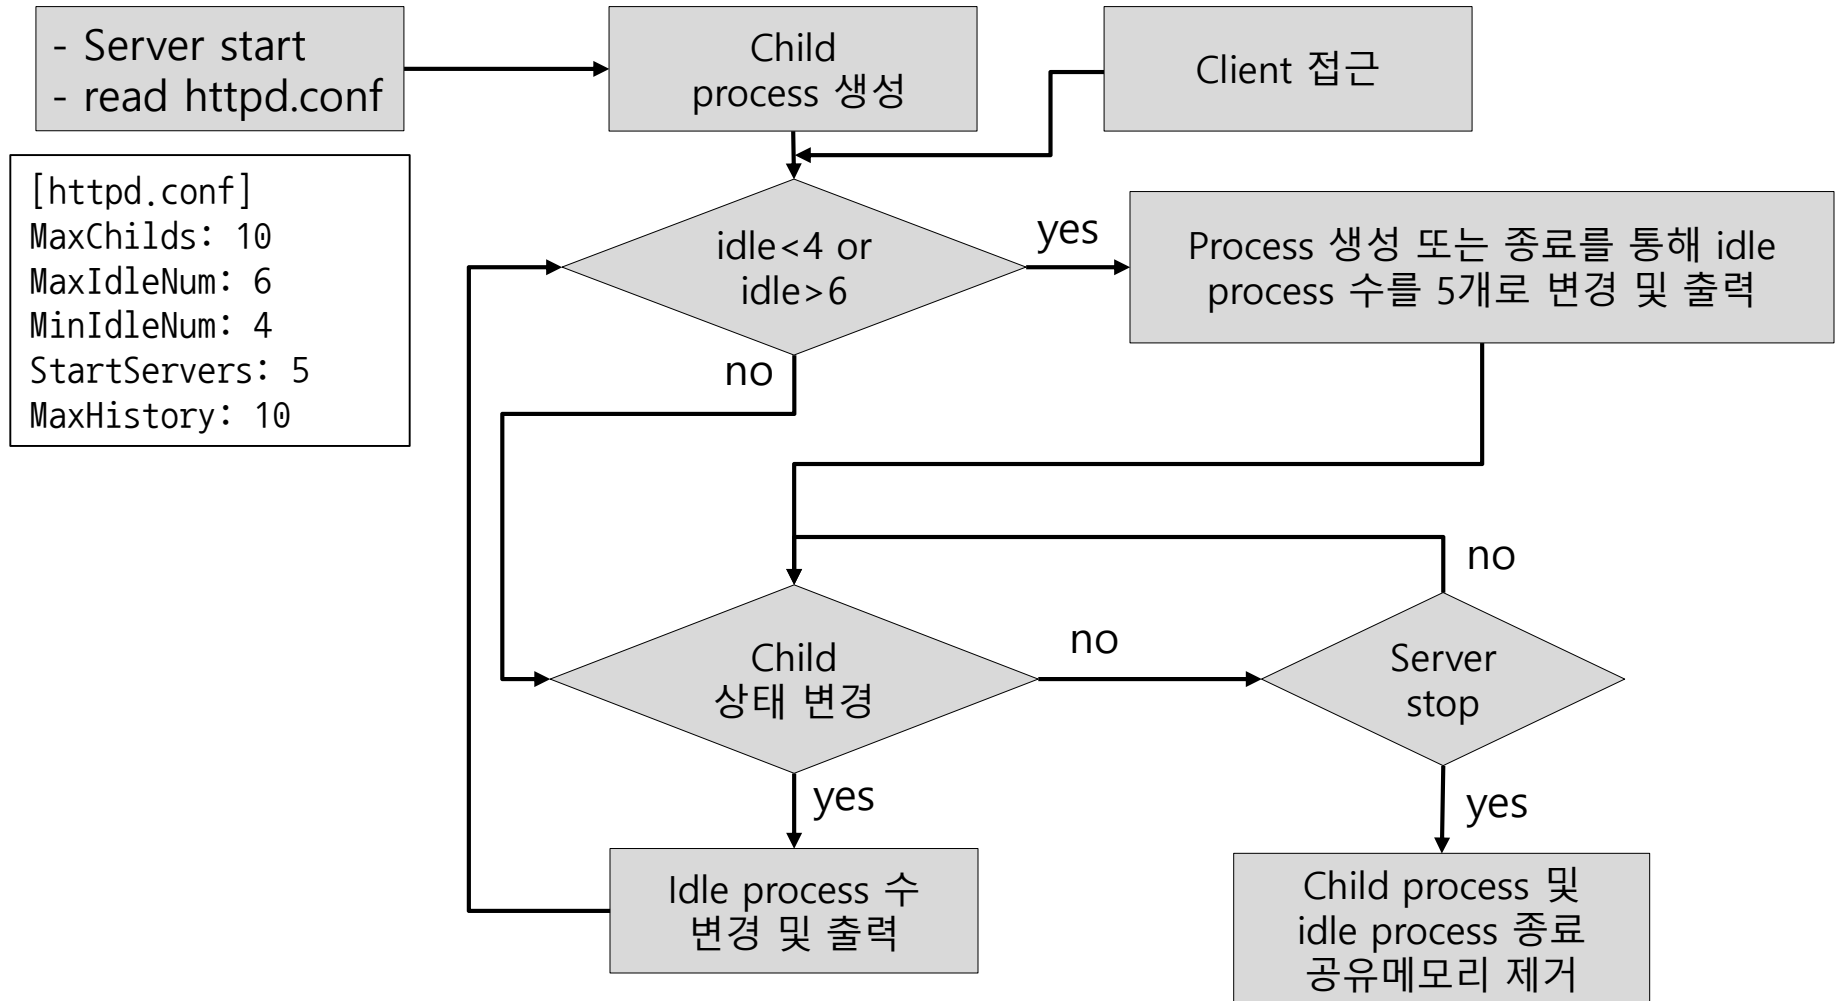 - Server start
- read httpd.conf
Child
process 생성
Client 접근
[httpd.conf]
MaxChilds: 10
MaxIdleNum: 6
MinIdleNum: 4
StartServers: 5
MaxHistory: 10
idle<4 or
idle>6
yes
Process 생성 또는 종료를 통해 idle
process 수를 5개로 변경 및 출력
no
no
Child
상태 변경
no
Server
stop
yes
yes
Idle process 수
변경 및 출력
Child process 및
idle process 종료
공유메모리 제거